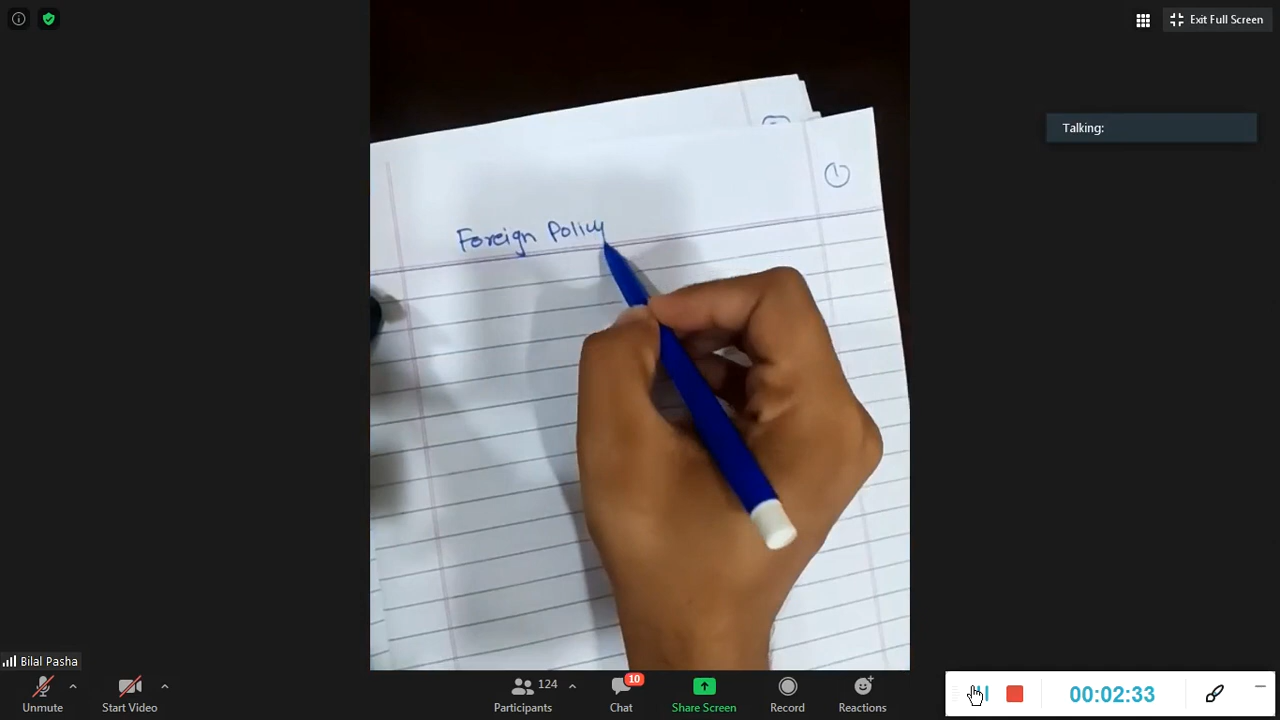 Exit Full Screen
Talking:
1
Foreign Policy
Bilal Pasha
Unmute
Start Video
124
Participants
10
Chat
Share Screen
Record
Reactions
00:02:33